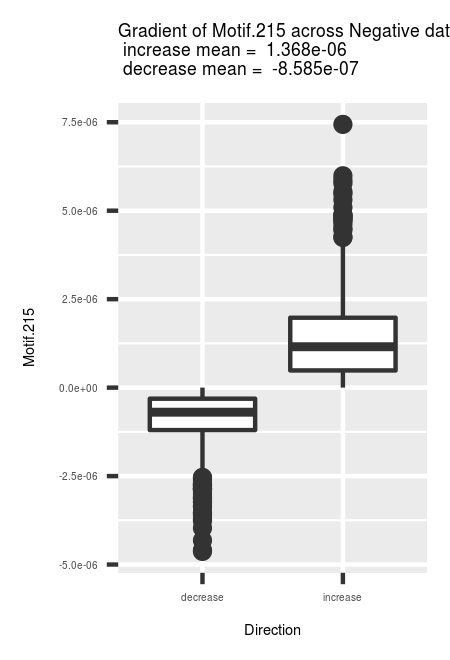 Gradient of Motif.215 across Negative dat
increase mean =  1.368e-06
decrease mean =  -8.585e-07
7.5e-06
5.0e-06
2.5e-06
0.0e+00
-2.5e-06
-5.0e-06
Motif.215
decrease
increase
Direction